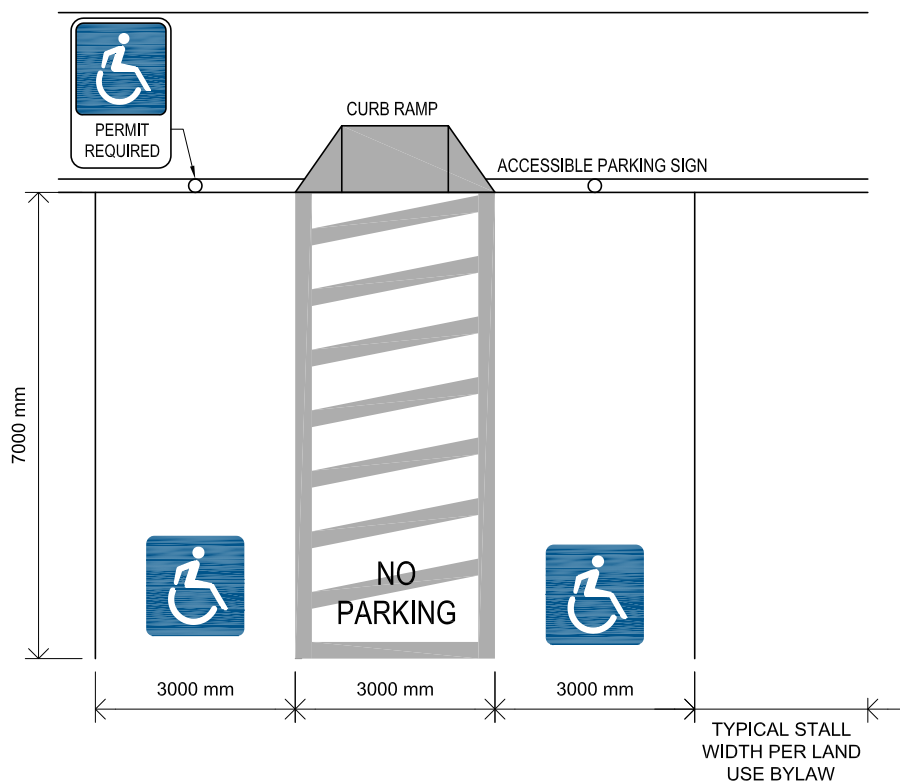 PERMIT
REQUIRED
CURB RAMP
ACCESSIBLE PARKING SIGN
7000 mm
NO
PARKING
3000 mm
3000 mm
3000 mm
TYPICAL STALL
WIDTH PER LAND
USE BYLAW